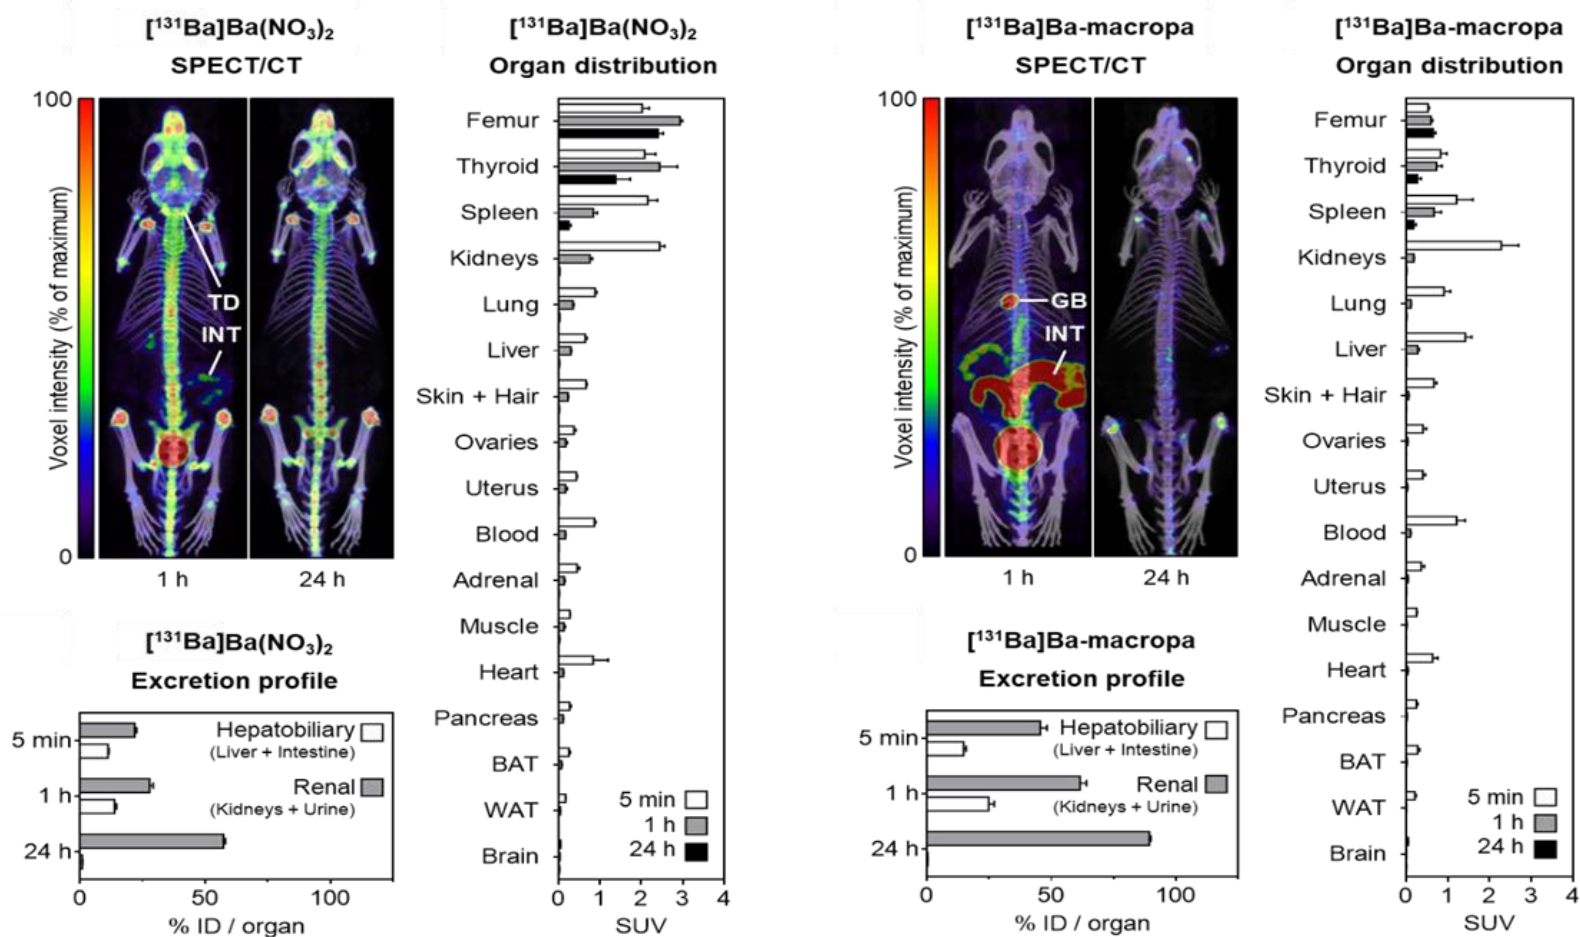 [¹³¹Ba]Ba(NO₃)₂
SPECT/CT
100
Voxel intensity (% of maximum)
0
TD
INT
1 h
24 h
[¹³¹Ba]Ba(NO₃)₂
Excretion profile
Hepatobiliary
(Liver + Intestine)
Renal
(Kidneys + Urine)
5 min
1 h
24 h
0
50
100
% ID / organ
[¹³¹Ba]Ba(NO₃)₂
Organ distribution
Femur
Thyroid
Spleen
Kidneys
Lung
Liver
Skin + Hair
Ovaries
Uterus
Blood
Adrenal
Muscle
Heart
Pancreas
BAT
WAT
Brain
5 min
1 h
24 h
0 1 2 3 4
SUV
[¹³¹Ba]Ba-macropa
SPECT/CT
100
Voxel intensity (% of maximum)
0
GB
INT
1 h
24 h
[¹³¹Ba]Ba-macropa
Excretion profile
Hepatobiliary
(Liver + Intestine)
Renal
(Kidneys + Urine)
5 min
1 h
24 h
0
50
100
% ID / organ
[¹³¹Ba]Ba-macropa
Organ distribution
Femur
Thyroid
Spleen
Kidneys
Lung
Liver
Skin + Hair
Ovaries
Uterus
Blood
Adrenal
Muscle
Heart
Pancreas
BAT
WAT
Brain
5 min
1 h
24 h
0 1 2 3 4
SUV